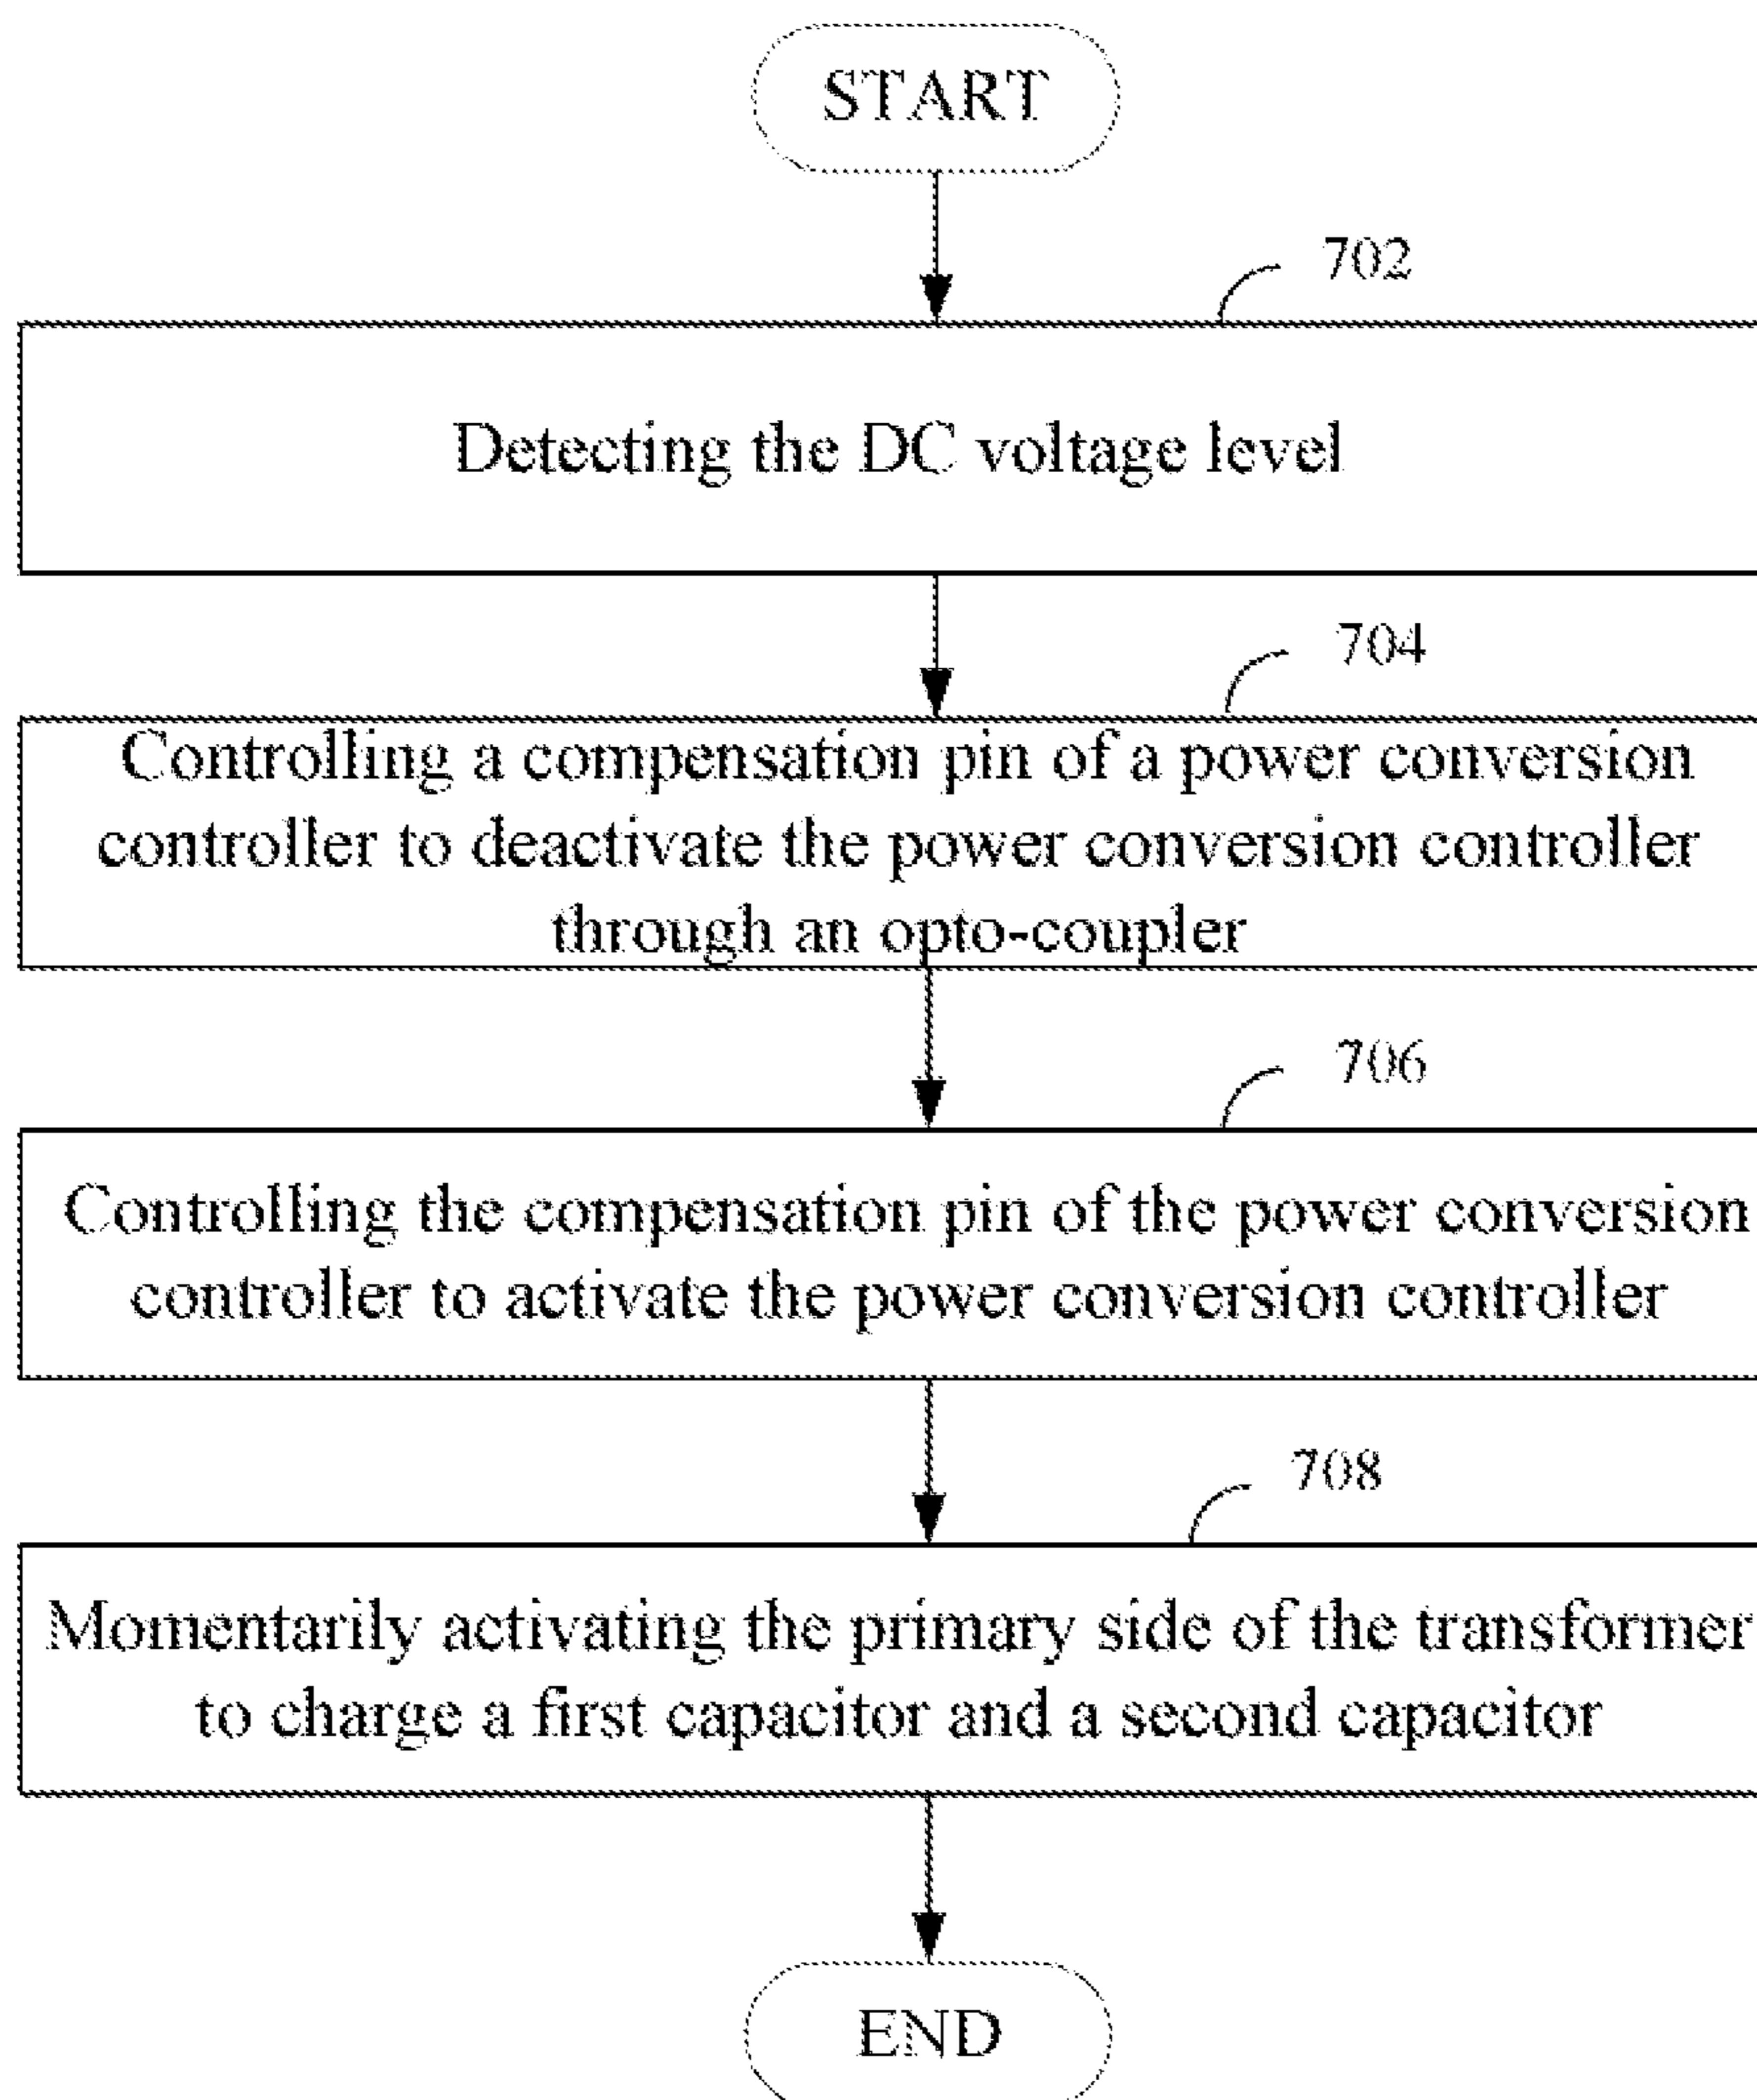 START
702
Detecting the DC voltage level
704
Controlling a compensation pin of a power conversion
controller to deactivate the power conversion controller
through an opto-coupler
706
Controlling the compensation pin of the power conversion
controller to activate the power conversion controller
708
Momentarily activating the primary side of the transformer
to charge a first capacitor and a second capacitor
END